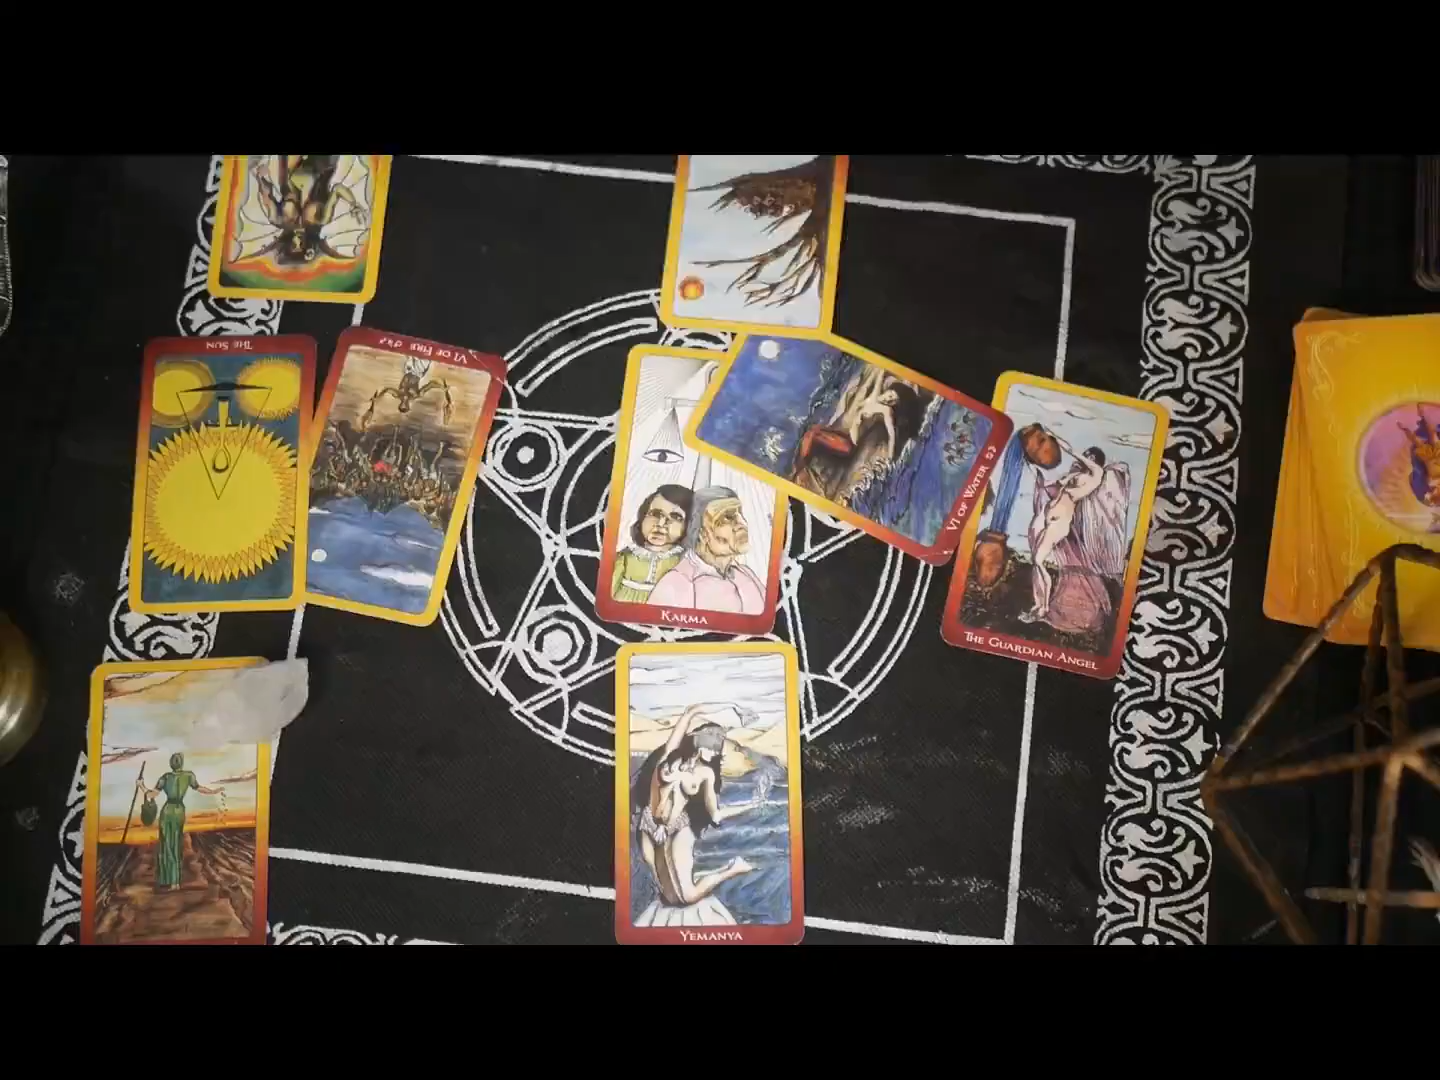 THE SUN
VI OF FIRE
KARMA
VI OF WATER
THE GUARDIAN ANGEL
YEMANYA